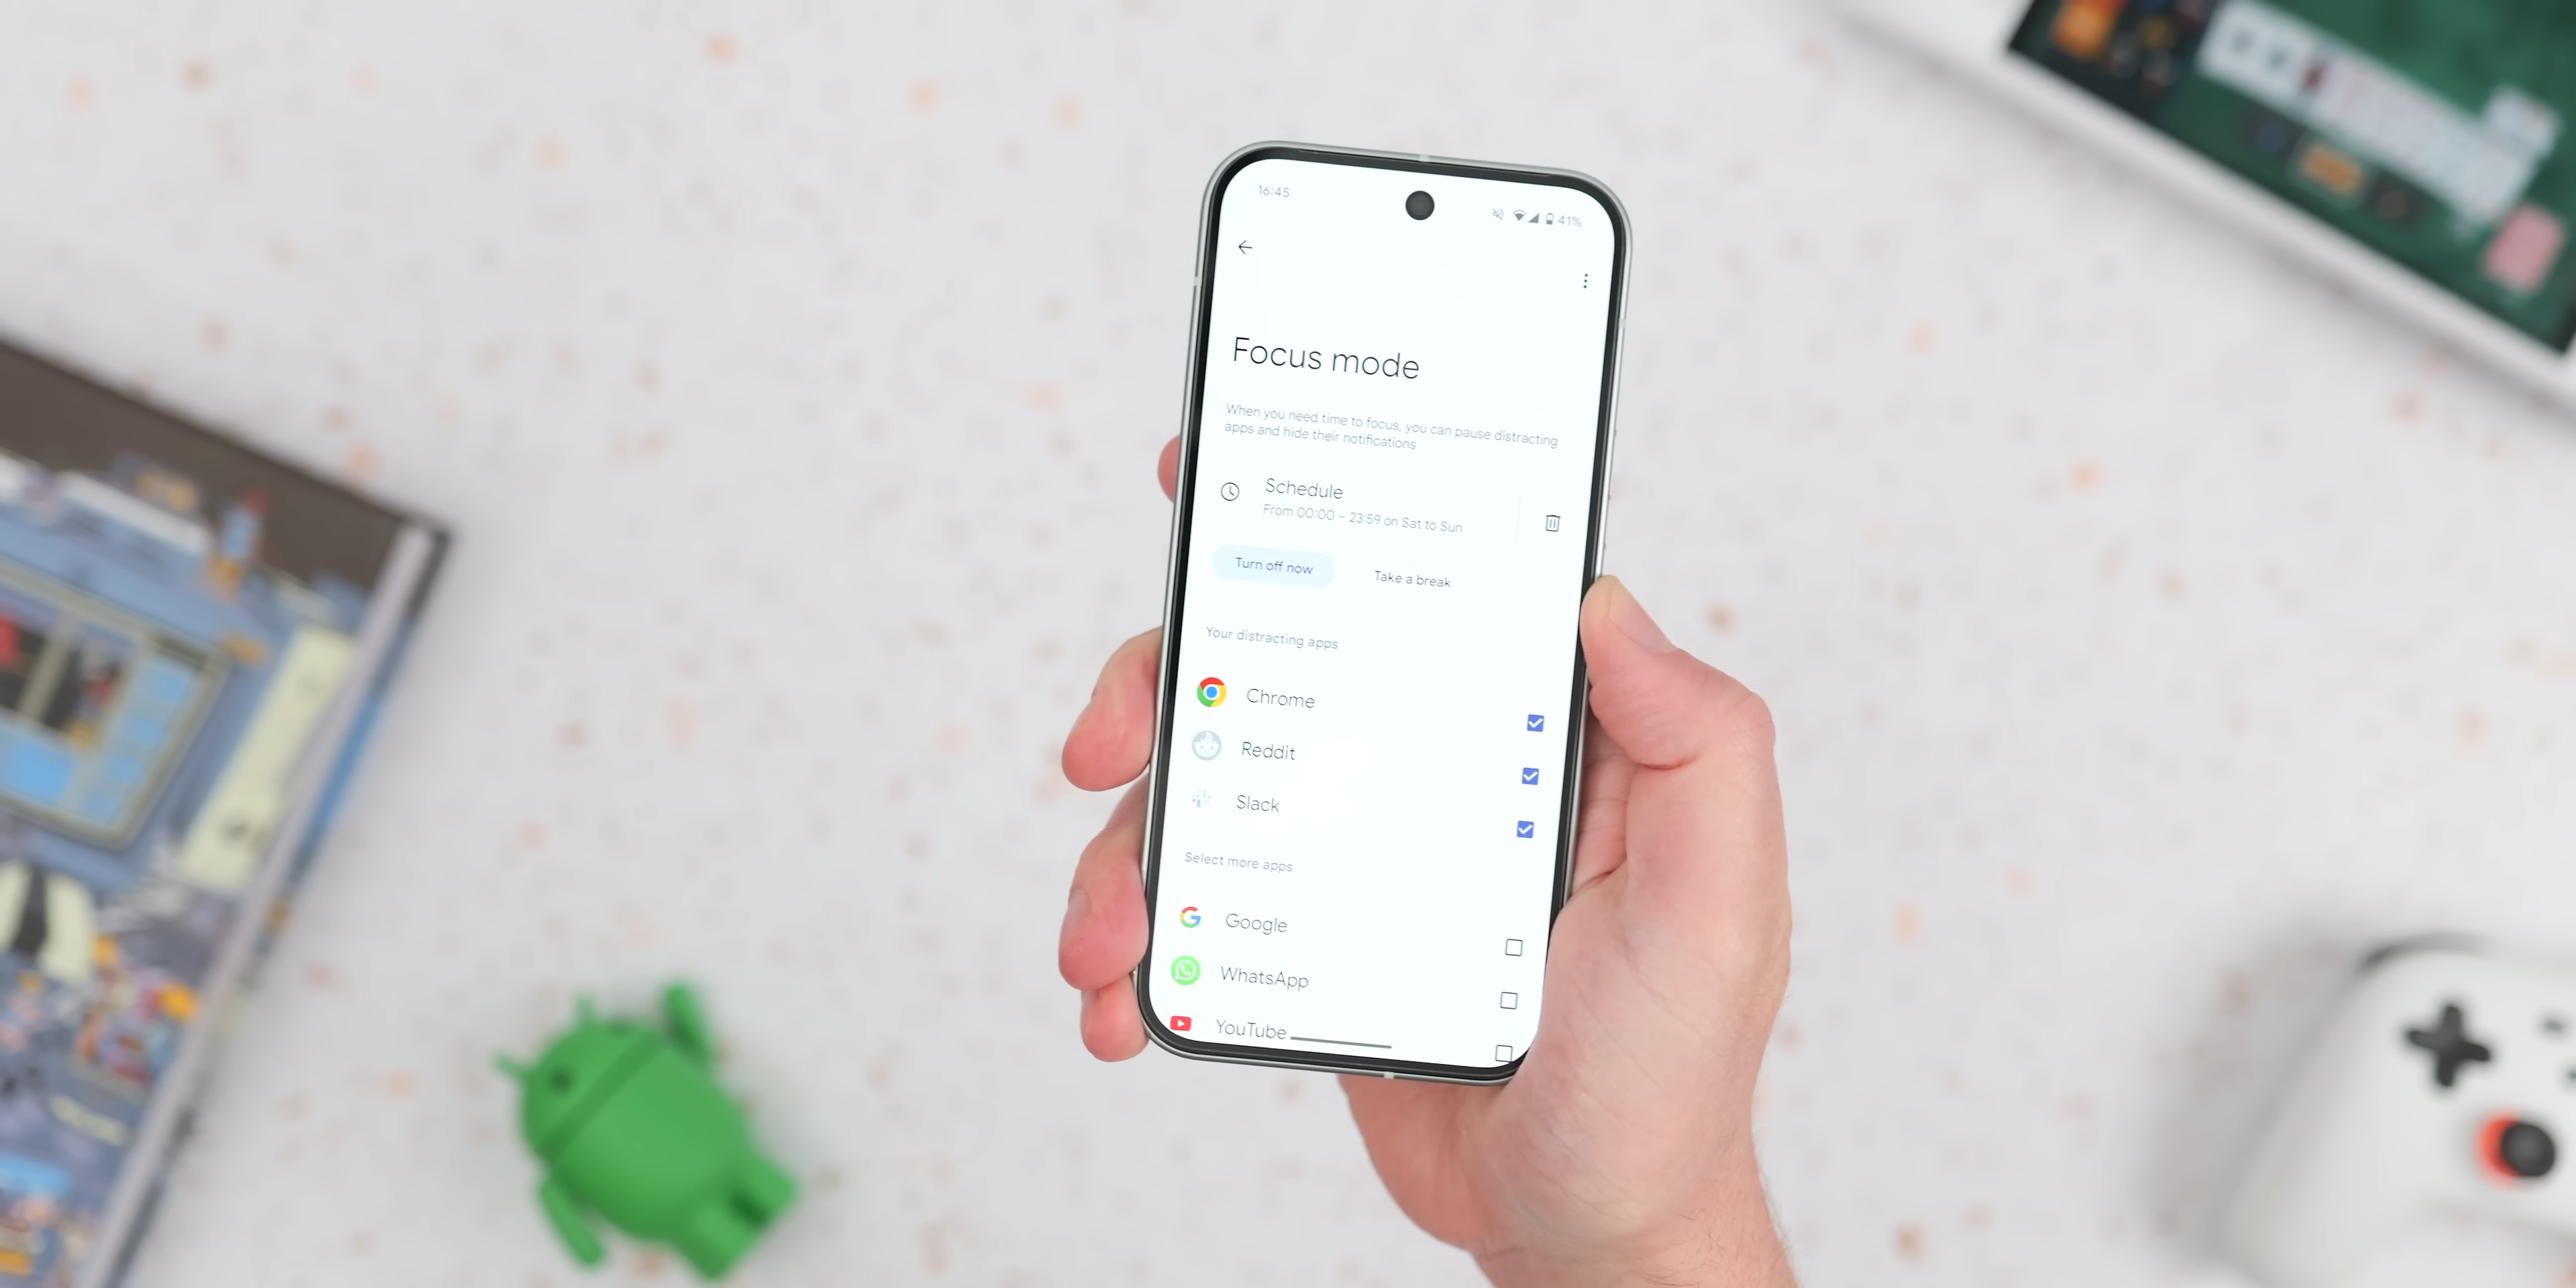 16:45
41%
Focus mode
When you need time to focus, you can pause distracting
apps and hide their notifications
Schedule
From 00:00 – 23:59 on Sat to Sun
Turn off now
Take a break
Your distracting apps
Chrome
Reddit
Slack
Select more apps
Google
WhatsApp
YouTube